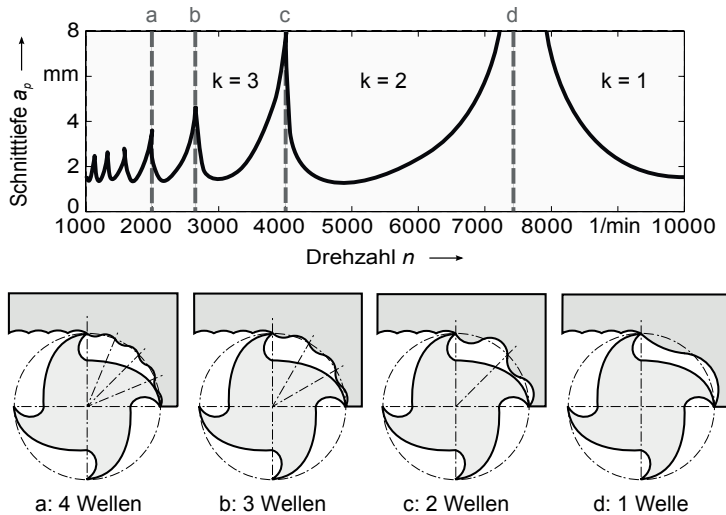 a b c d
8
mm
4
2
0
Schnitttiefe a_p
k = 3 k = 2 k = 1
1000 2000 3000 4000 5000 6000 7000 8000 1/min 10000
Drehzahl n
a: 4 Wellen b: 3 Wellen c: 2 Wellen d: 1 Welle